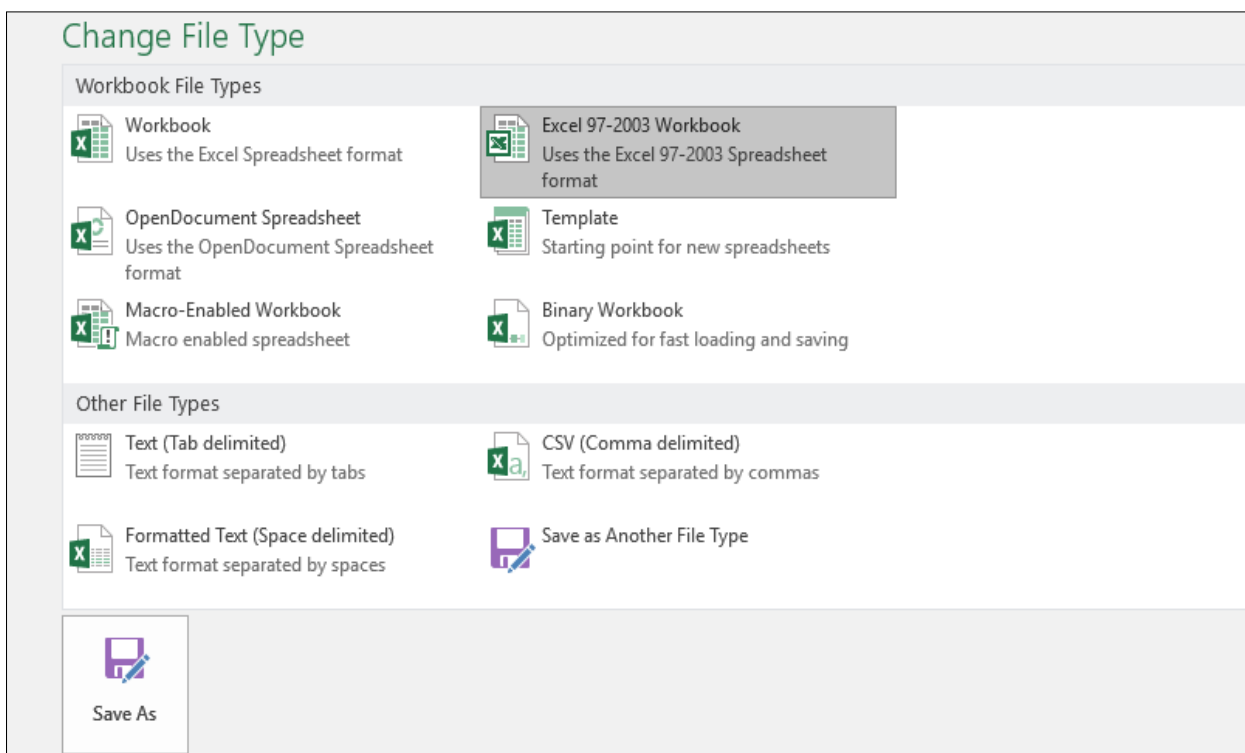 Change File Type
Workbook File Types
Workbook
Uses the Excel Spreadsheet format
Excel 97-2003 Workbook
Uses the Excel 97-2003 Spreadsheet
format
OpenDocument Spreadsheet
Uses the OpenDocument Spreadsheet
format
Template
Starting point for new spreadsheets
Macro-Enabled Workbook
Macro enabled spreadsheet
Binary Workbook
Optimized for fast loading and saving
Other File Types
Text (Tab delimited)
Text format separated by tabs
CSV (Comma delimited)
Text format separated by commas
Formatted Text (Space delimited)
Text format separated by spaces
Save as Another File Type
Save As